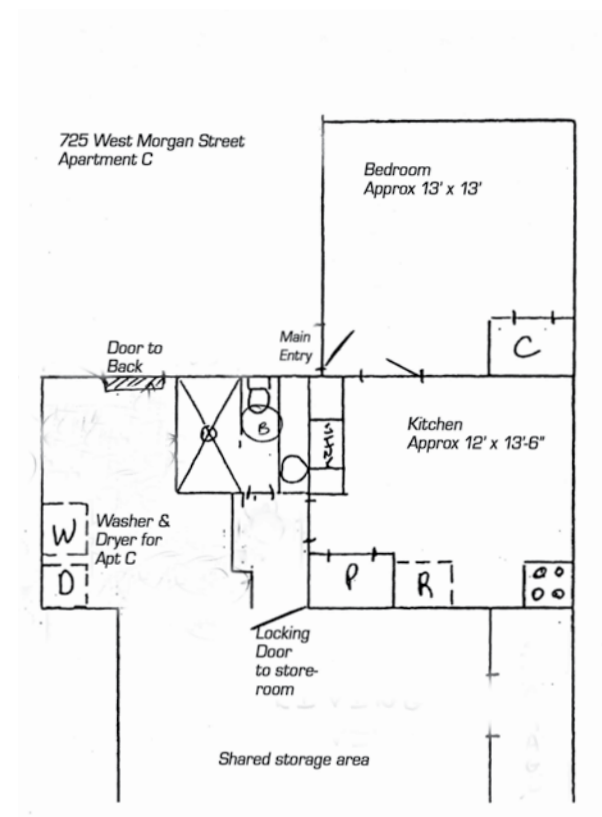 725 West Morgan Street
Apartment C
Bedroom
Approx 13' x 13'
C
Main
Entry
Door to
Back
B
Kitchen
Approx 12' x 13'-6"
W
Washer &
Dryer for
Apt C
D
P
R
Locking
Door
to store-
room
Shared storage area